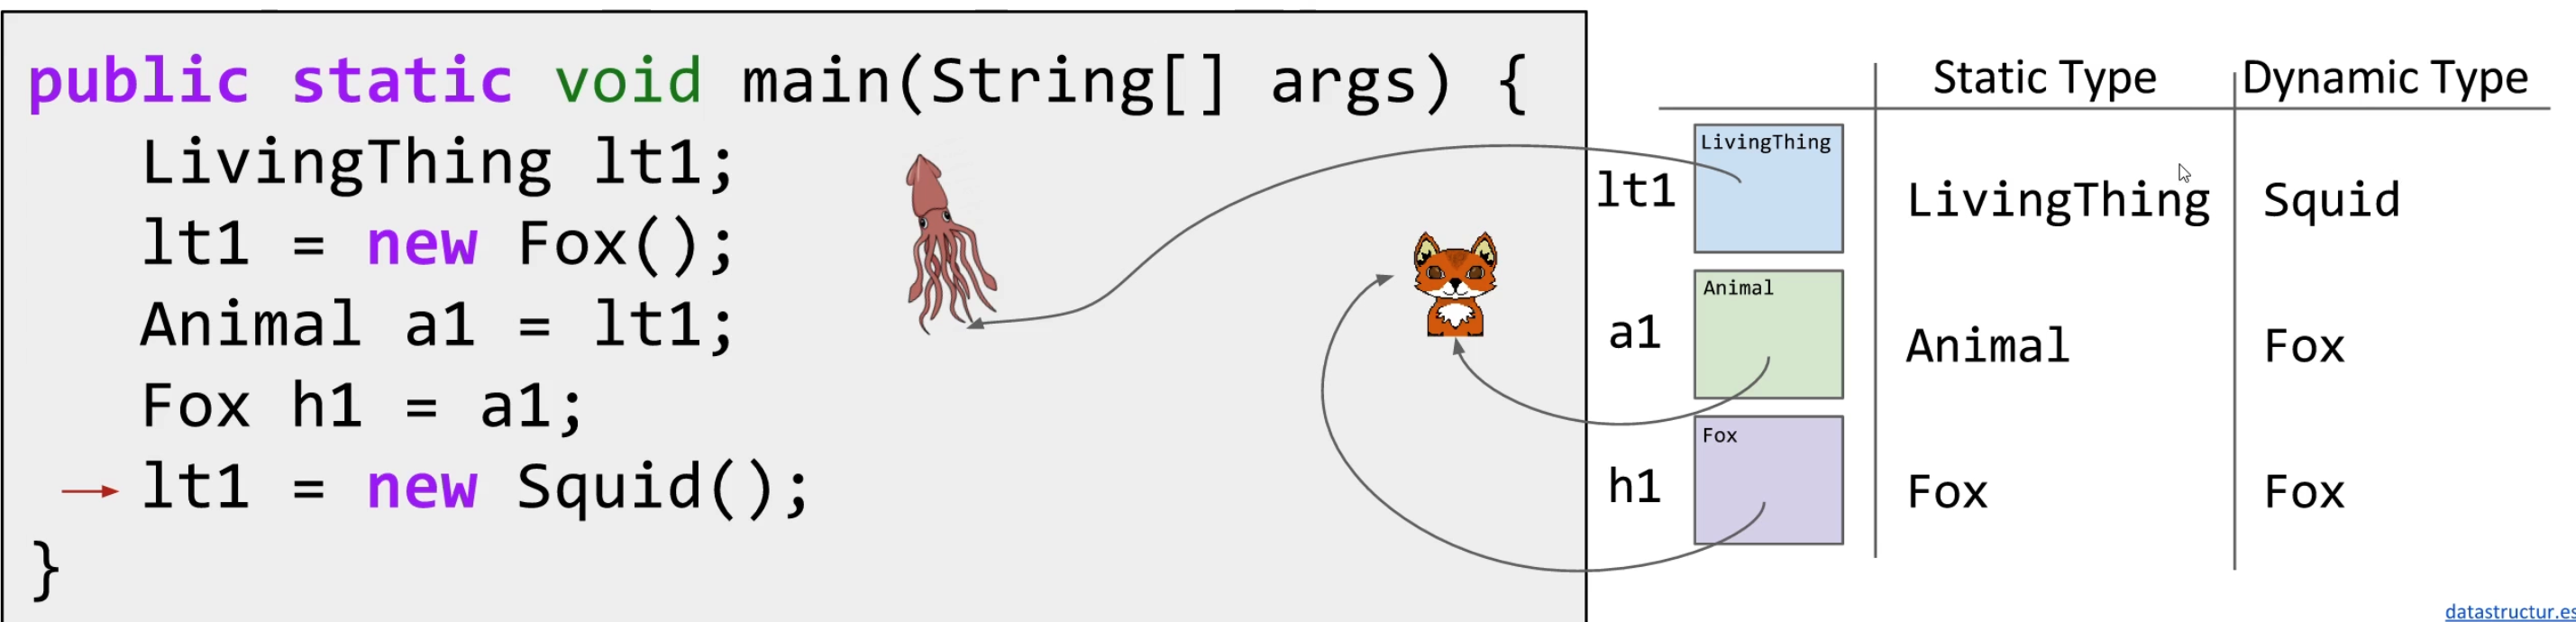 public static void main(String[] args) {
LivingThing lt1;
lt1 = new Fox();
Animal a1 = lt1;
Fox h1 = a1;
lt1 = new Squid();
}
Static Type Dynamic Type
lt1 LivingThing LivingThing Squid
a1 Animal Animal Fox
h1 Fox Fox Fox
datastructur.es